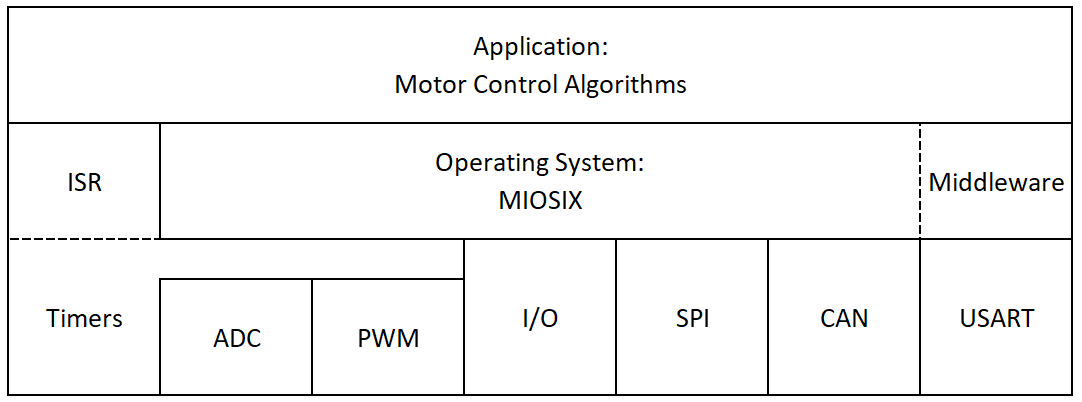 Application:
Motor Control Algorithms
ISR
Operating System:
MIOSIX
Middleware
Timers
ADC
PWM
I/O
SPI
CAN
USART